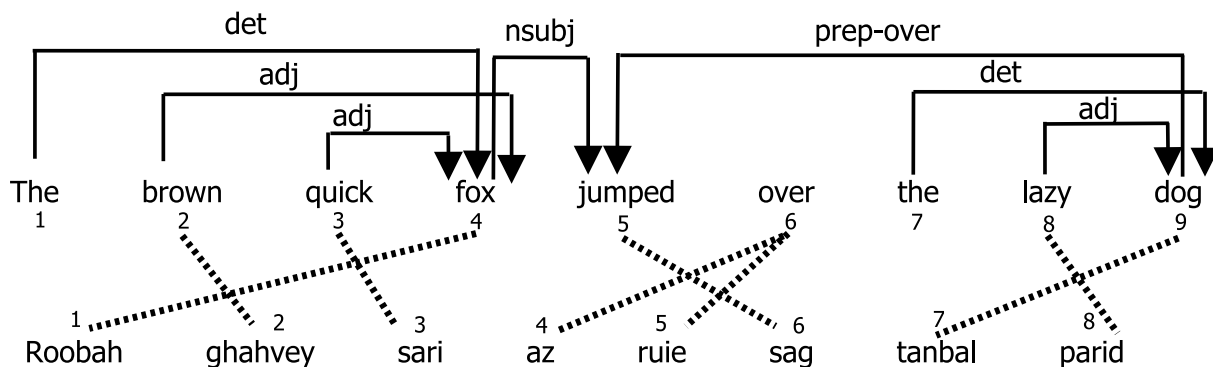 det nsubj prep-over
adj det
adj adj
The brown quick fox jumped over the lazy dog
1 2 3 4 5 6 7 8 9
1 2 3 4 5 6 7 8
Roobah ghahvey sari az ruie sag tanbal parid